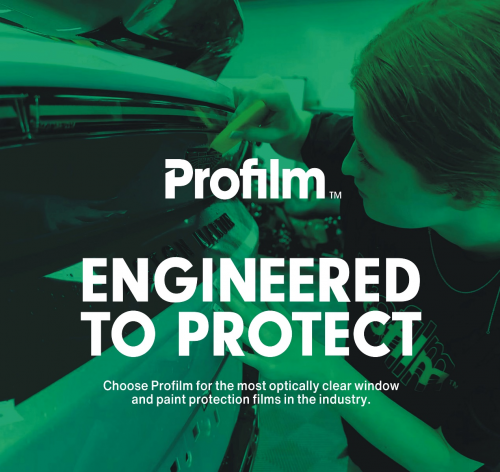 Profilm™
ENGINEERED
TO PROTECT
Choose Profilm for the most optically clear window
and paint protection films in the industry.